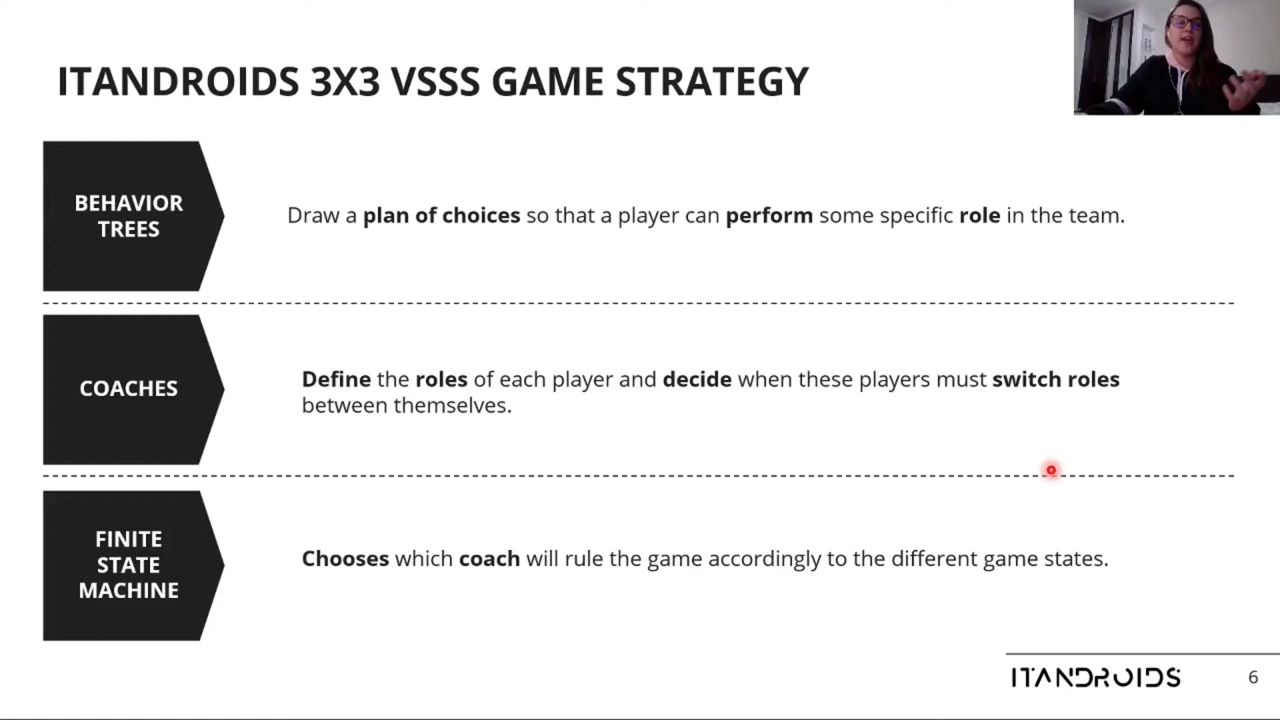 ITANDROIDS 3X3 VSSS GAME STRATEGY
BEHAVIOR
TREES
Draw a plan of choices so that a player can perform some specific role in the team.
COACHES
Define the roles of each player and decide when these players must switch roles
between themselves.
FINITE
STATE
MACHINE
Chooses which coach will rule the game accordingly to the different game states.
ITANDROIDS
6